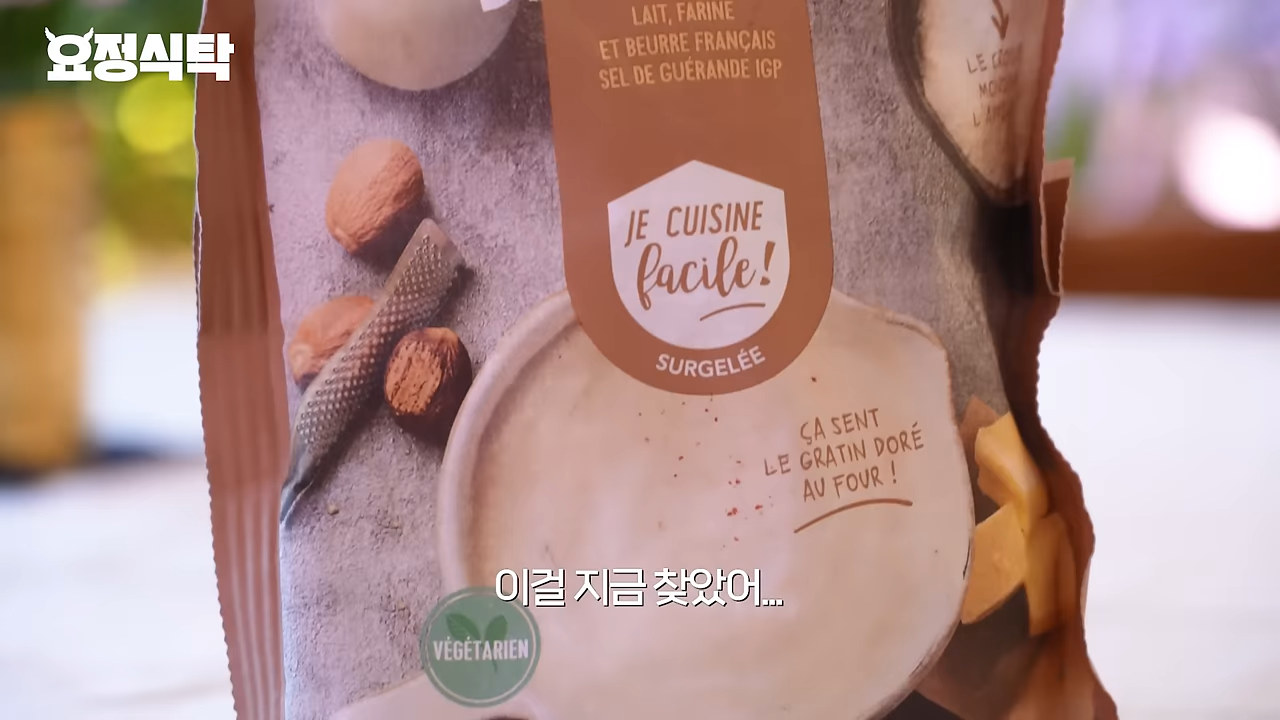 요정식탁
LAIT, FARINE
ET BEURRE FRANÇAIS
SEL DE GUÉRANDE IGP
JE CUISINE
facile!
SURGELÉE
ÇA SENT
LE GRATIN DORÉ
AU FOUR !
이걸 지금 찾았어...
VÉGÉTARIEN